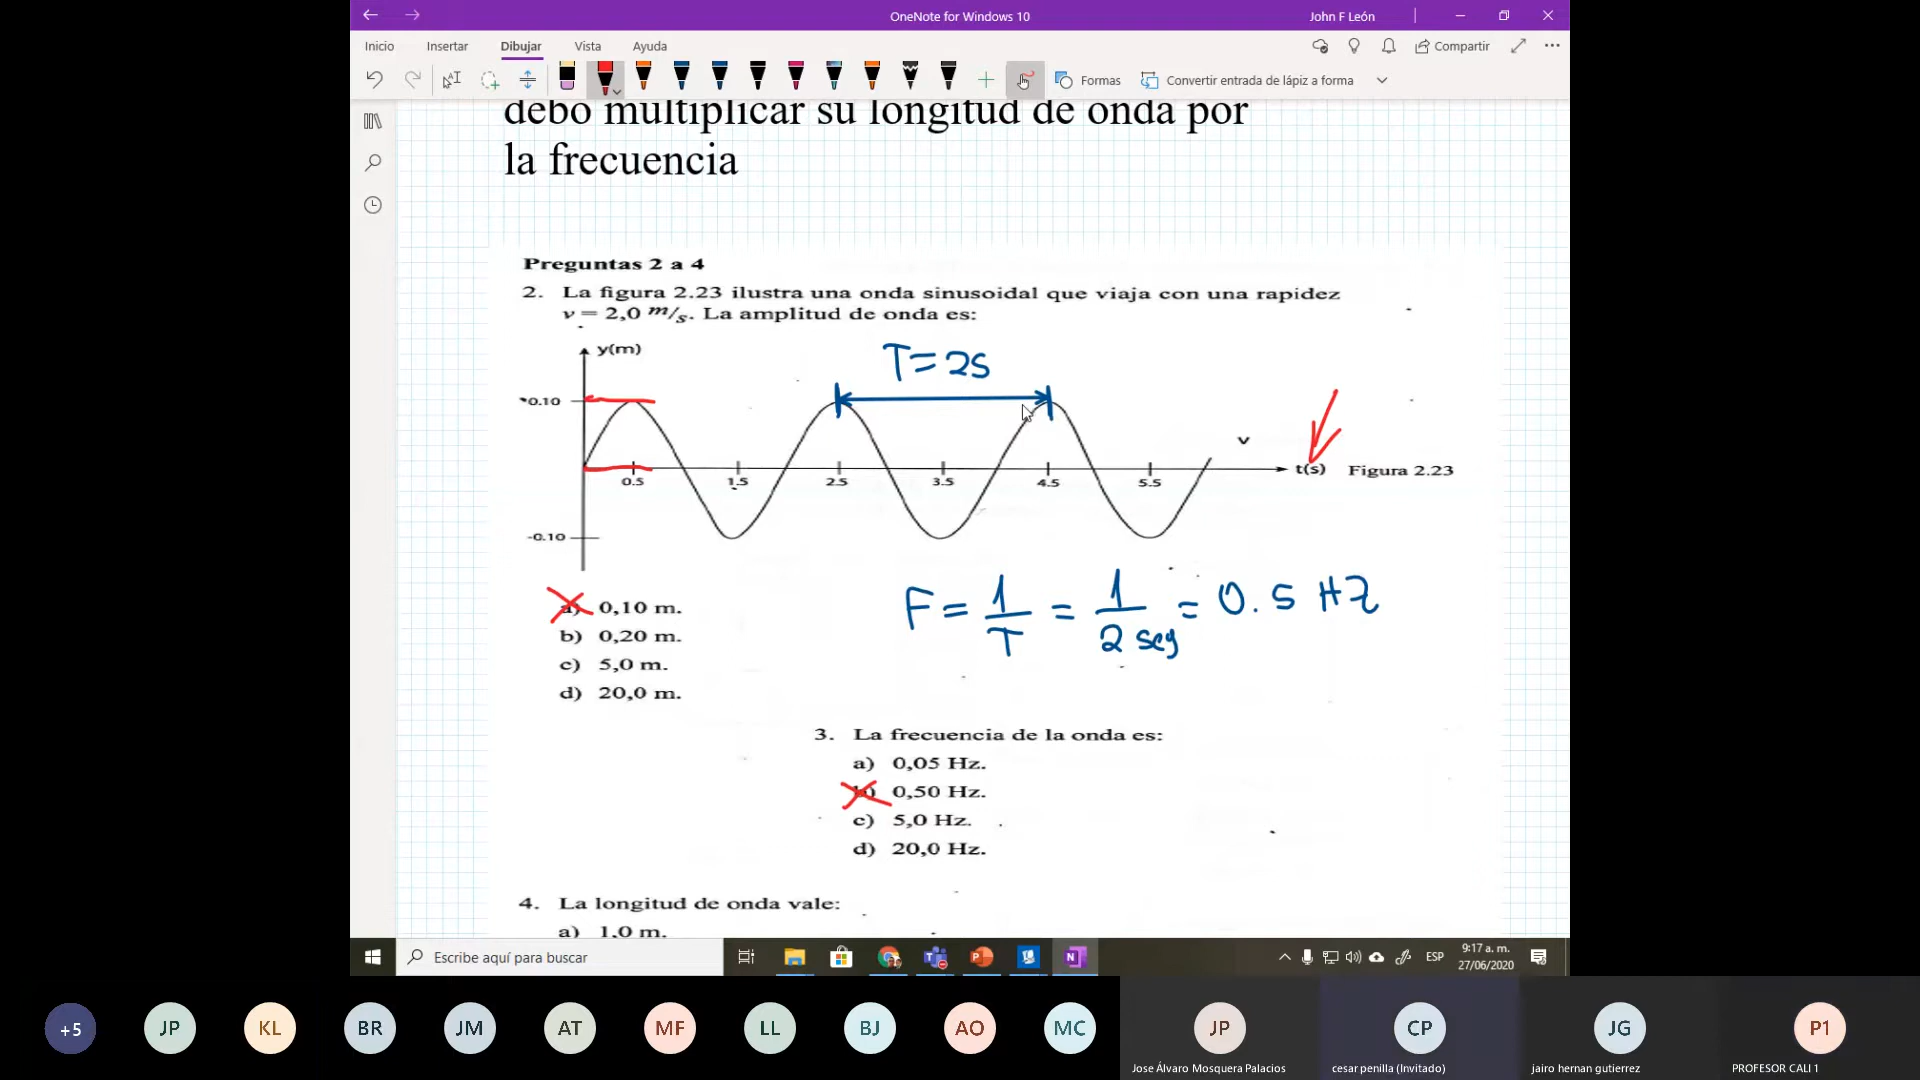 OneNote for Windows 10
John F León
Inicio
Insertar
Dibujar
Vista
Ayuda
Compartir
Formas
Convertir entrada de lápiz a forma
debo multiplicar su longitud de onda por
la frecuencia
Preguntas 2 a 4
2. La figura 2.23 ilustra una onda sinusoidal que viaja con una rapidez
v = 2,0 m/s. La amplitud de onda es:
y(m)
T = 2s
0.10
v
t(s)
Figura 2.23
0.5
1.5
2.5
3.5
4.5
5.5
-0.10
F = 1/T = 1/2 seg = 0.5 HZ
a) 0,10 m.
b) 0,20 m.
c) 5,0 m.
d) 20,0 m.
3. La frecuencia de la onda es:
a) 0,05 Hz.
b) 0,50 Hz.
c) 5,0 Hz.
d) 20,0 Hz.
4. La longitud de onda vale:
a) 1,0 m.
Escribe aquí para buscar
ESP
9:17 a. m.
27/06/2020
+5
JP
KL
BR
JM
AT
MF
LL
BJ
AO
MC
JP
CP
JG
P1
Jose Álvaro Mosquera Palacios
cesar penilla (Invitado)
jairo hernan gutierrez
PROFESOR CALI 1